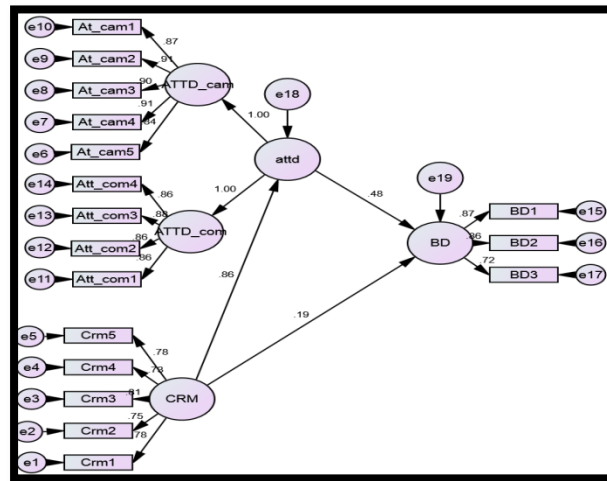 e10 At_cam1
e9 At_cam2
e8 At_cam3
e7 At_cam4
e6 At_cam5
.87
.91
.90
.91
.84
ATTD_cam
e18
1.00
attd
e14 Att_com4
e13 Att_com3
e12 Att_com2
e11 Att_com1
.86
.88
.86
.86
ATTD_com
1.00
.48
e19
BD
.87
.86
.72
BD1 e15
BD2 e16
BD3 e17
.86
.19
e5 Crm5
e4 Crm4
e3 Crm3
e2 Crm2
e1 Crm1
.78
.73
.81
.75
.78
CRM